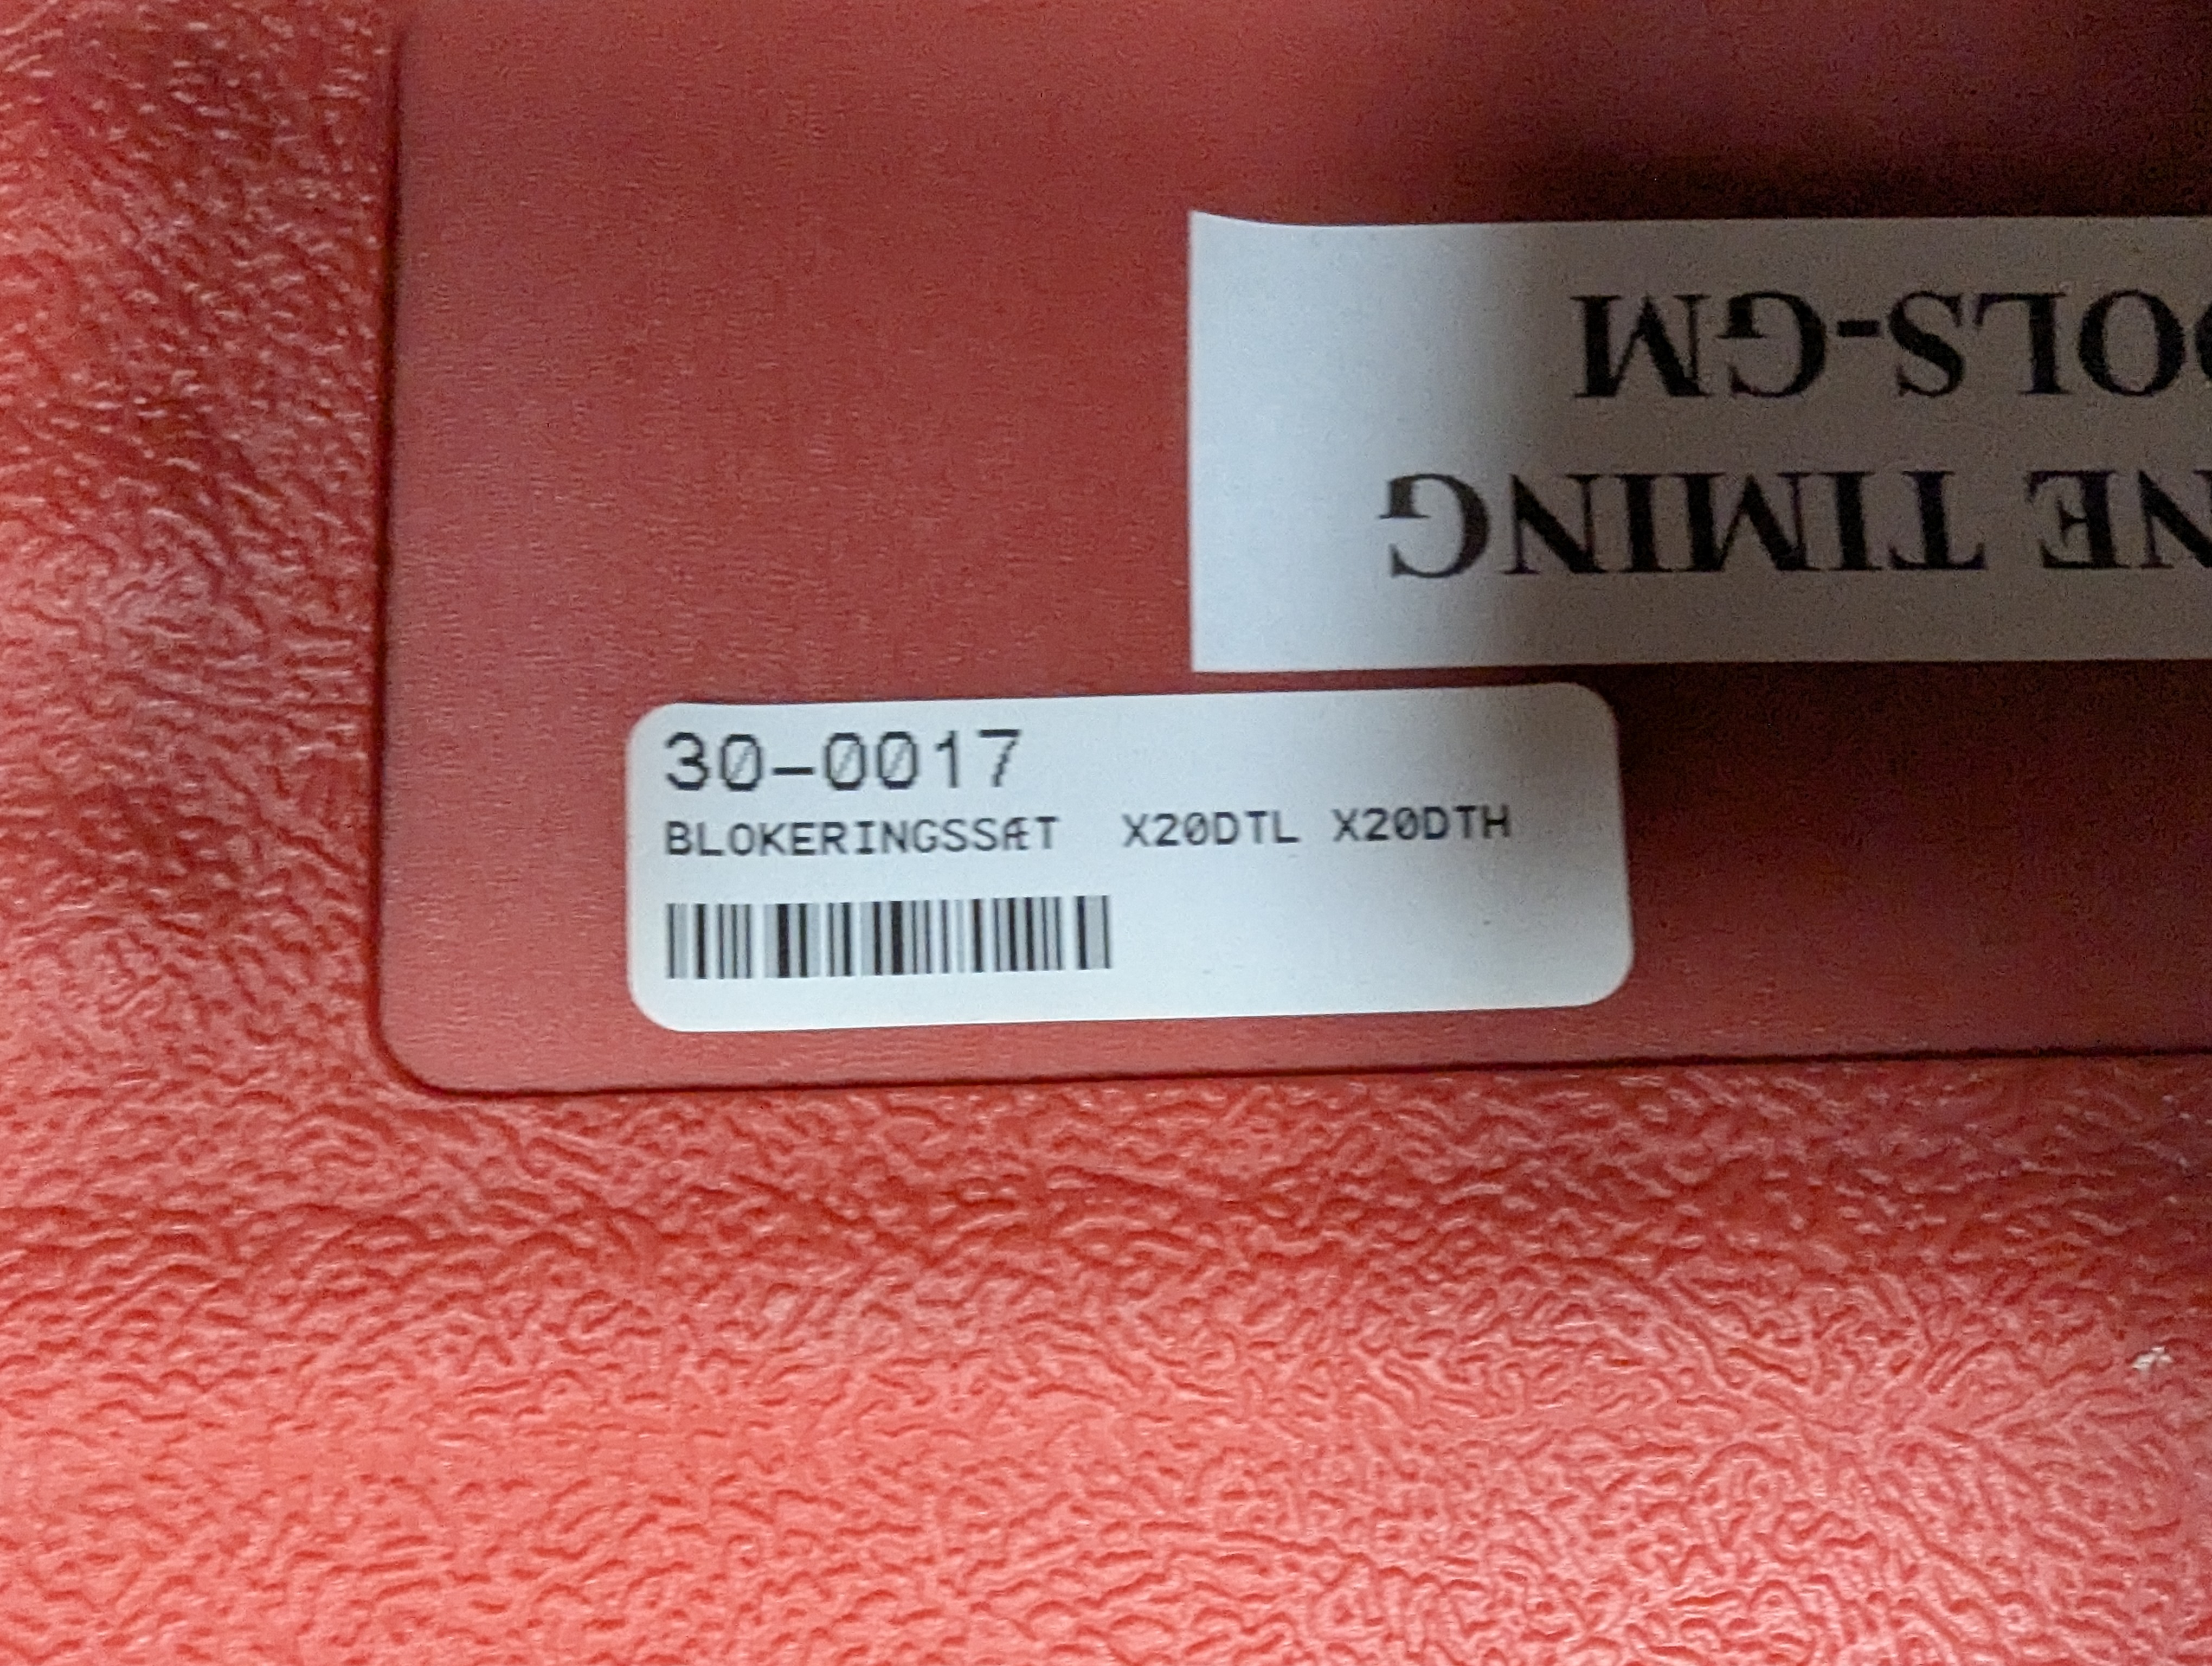 OLS-GM
NE TIMING
30-0017
BLOKERINGSSÆT X20DTL X20DTH